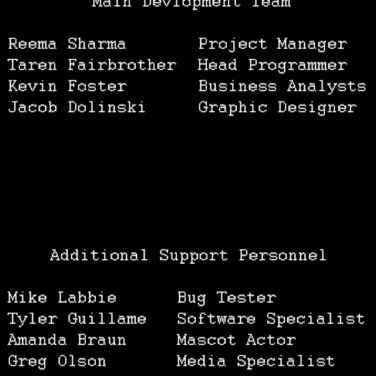 Main Devlopment Team
Reema Sharma Project Manager
Taren Fairbrother Head Programmer
Kevin Foster Business Analysts
Jacob Dolinski Graphic Designer
Additional Support Personnel
Mike Labbie Bug Tester
Tyler Guillame Software Specialist
Amanda Braun Mascot Actor
Greg Olson Media Specialist